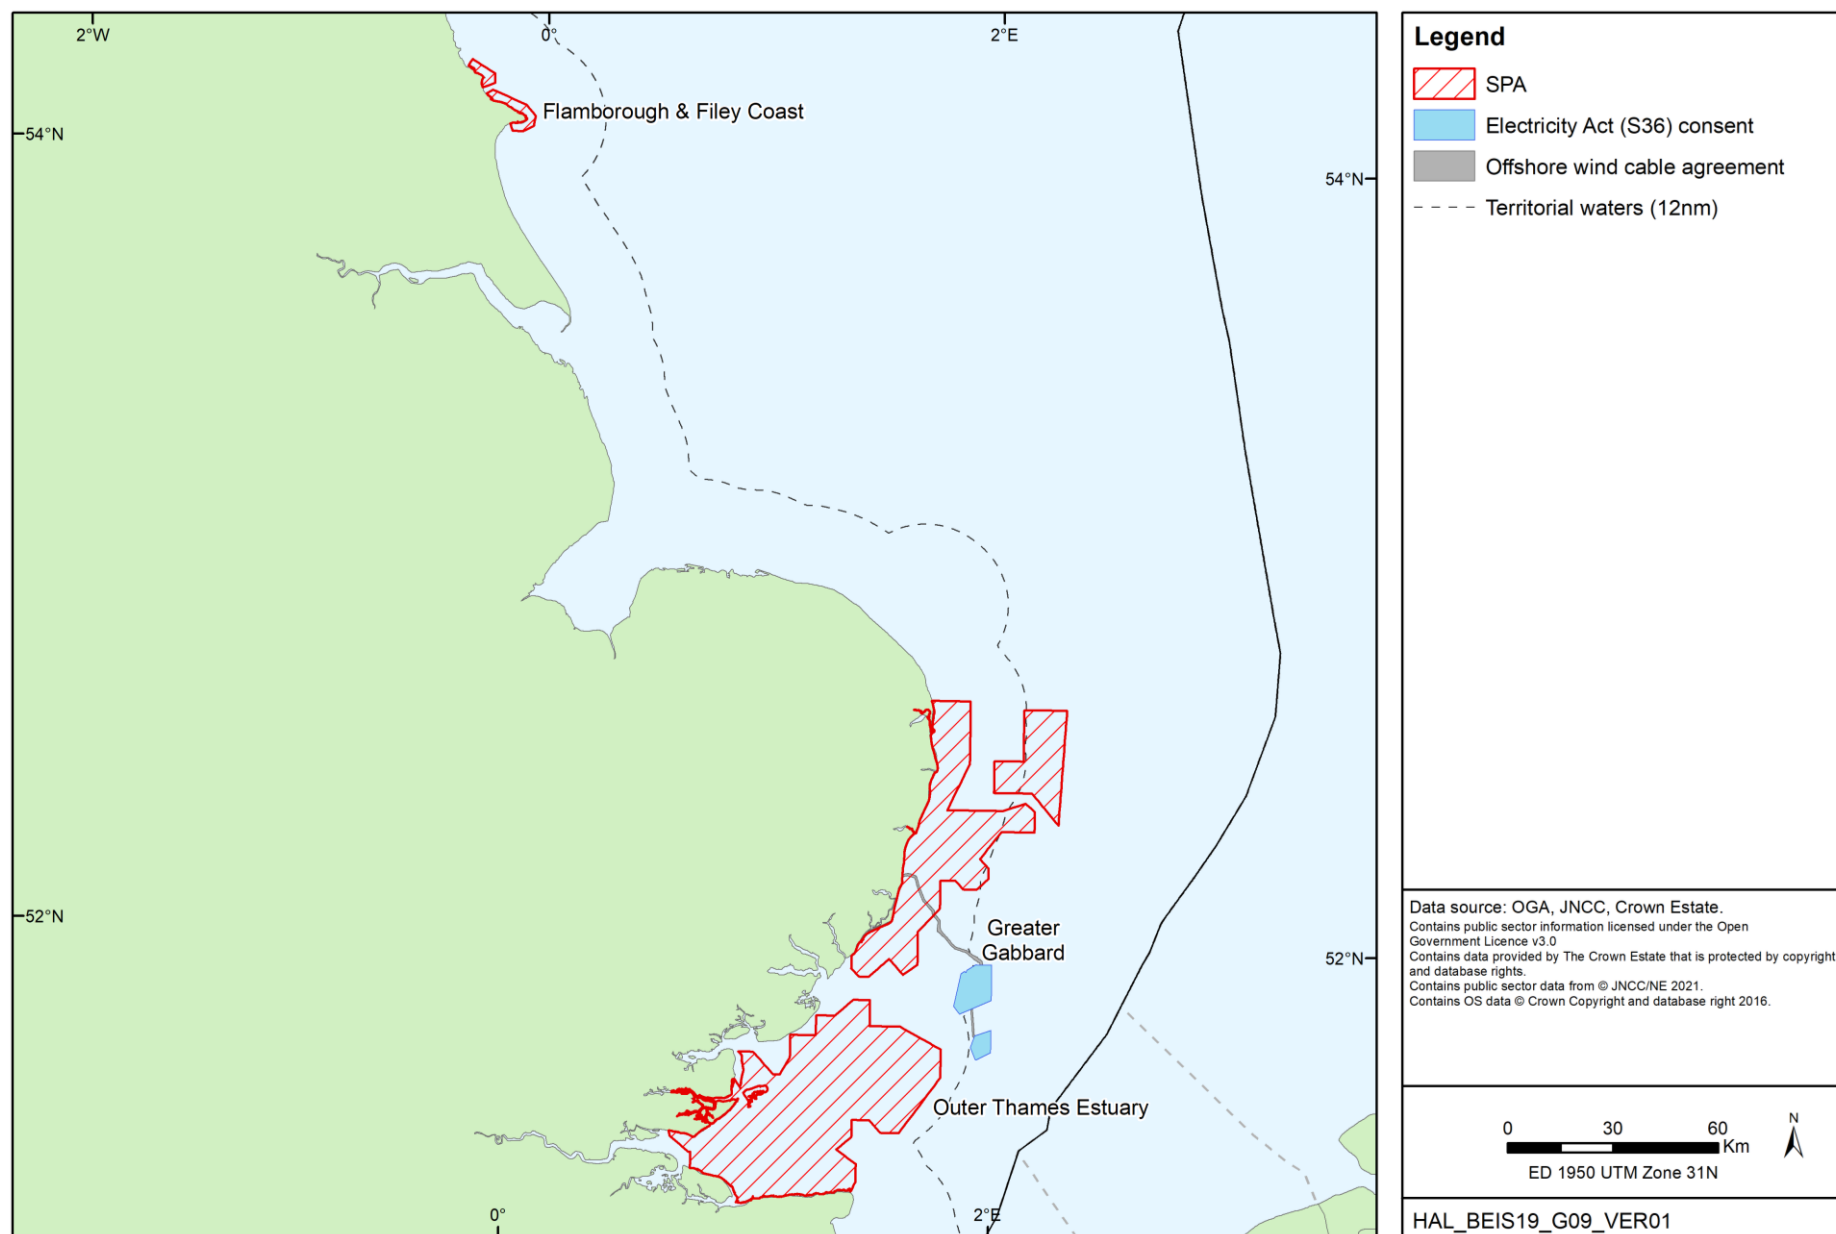 2°W
0°
2°E
Flamborough & Filey Coast
54°N
54°N
Greater
Gabbard
52°N
52°N
Outer Thames Estuary
0°
2°E
Legend
SPA
Electricity Act (S36) consent
Offshore wind cable agreement
Territorial waters (12nm)
Data source: OGA, JNCC, Crown Estate.
Contains public sector information licensed under the Open
Government Licence v3.0
Contains data provided by The Crown Estate that is protected by copyright
and database rights.
Contains public sector data from © JNCC/NE 2021.
Contains OS data © Crown Copyright and database right 2016.
0 30 60
Km
N
ED 1950 UTM Zone 31N
HAL_BEIS19_G09_VER01